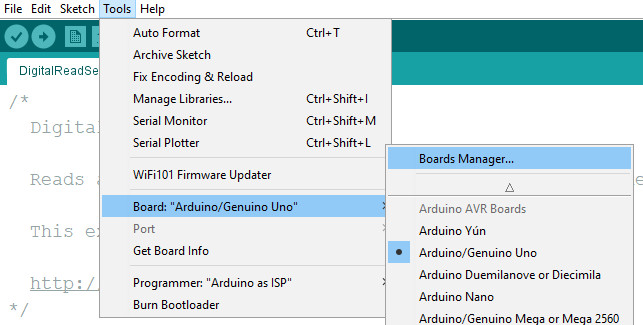 File Edit Sketch Tools Help
DigitalReadSe
Auto Format Ctrl+T
Archive Sketch
Fix Encoding & Reload
Manage Libraries... Ctrl+Shift+I
Serial Monitor Ctrl+Shift+M
Serial Plotter Ctrl+Shift+L
WiFi101 Firmware Updater
Board: "Arduino/Genuino Uno"
Port
Get Board Info
Programmer: "Arduino as ISP"
Burn Bootloader
Boards Manager...
Arduino AVR Boards
Arduino Yún
Arduino/Genuino Uno
Arduino Duemilanove or Diecimila
Arduino Nano
Arduino/Genuino Mega or Mega 2560
/*
Digital
Reads a
This ex
http:/
*/